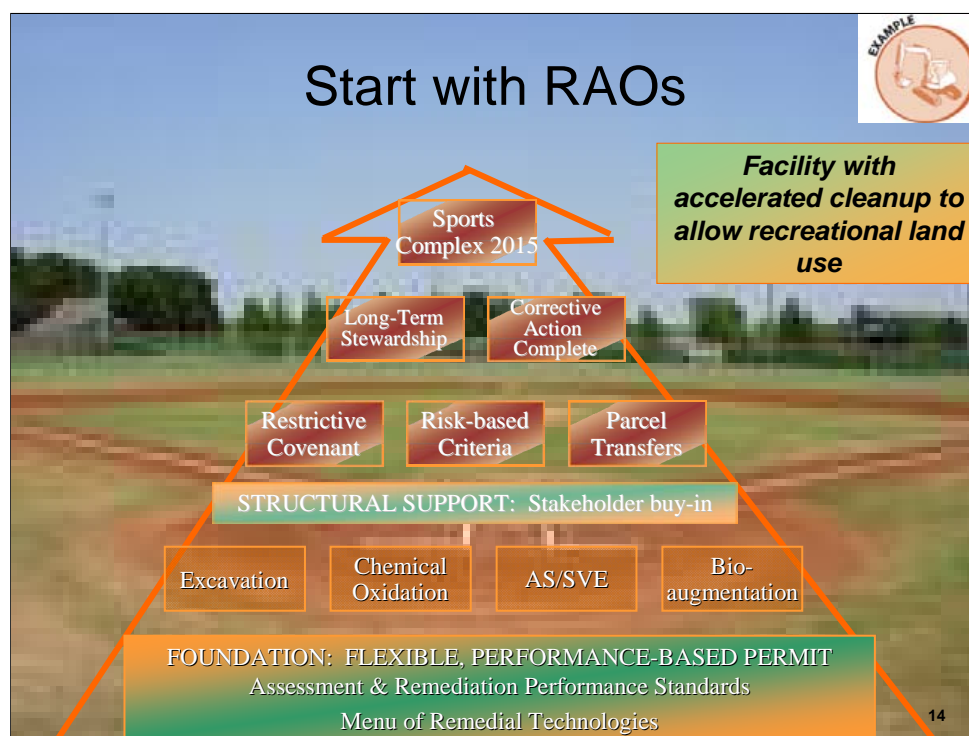 EXAMPLE
Start with RAOs
Facility with
accelerated cleanup to
allow recreational land
use
Sports
Complex 2015
Long-Term
Stewardship
Corrective
Action
Complete
Restrictive
Covenant
Risk-based
Criteria
Parcel
Transfers
STRUCTURAL SUPPORT: Stakeholder buy-in
Excavation
Chemical
Oxidation
AS/SVE
Bio-
augmentation
FOUNDATION: FLEXIBLE, PERFORMANCE-BASED PERMIT
Assessment & Remediation Performance Standards
Menu of Remedial Technologies
14